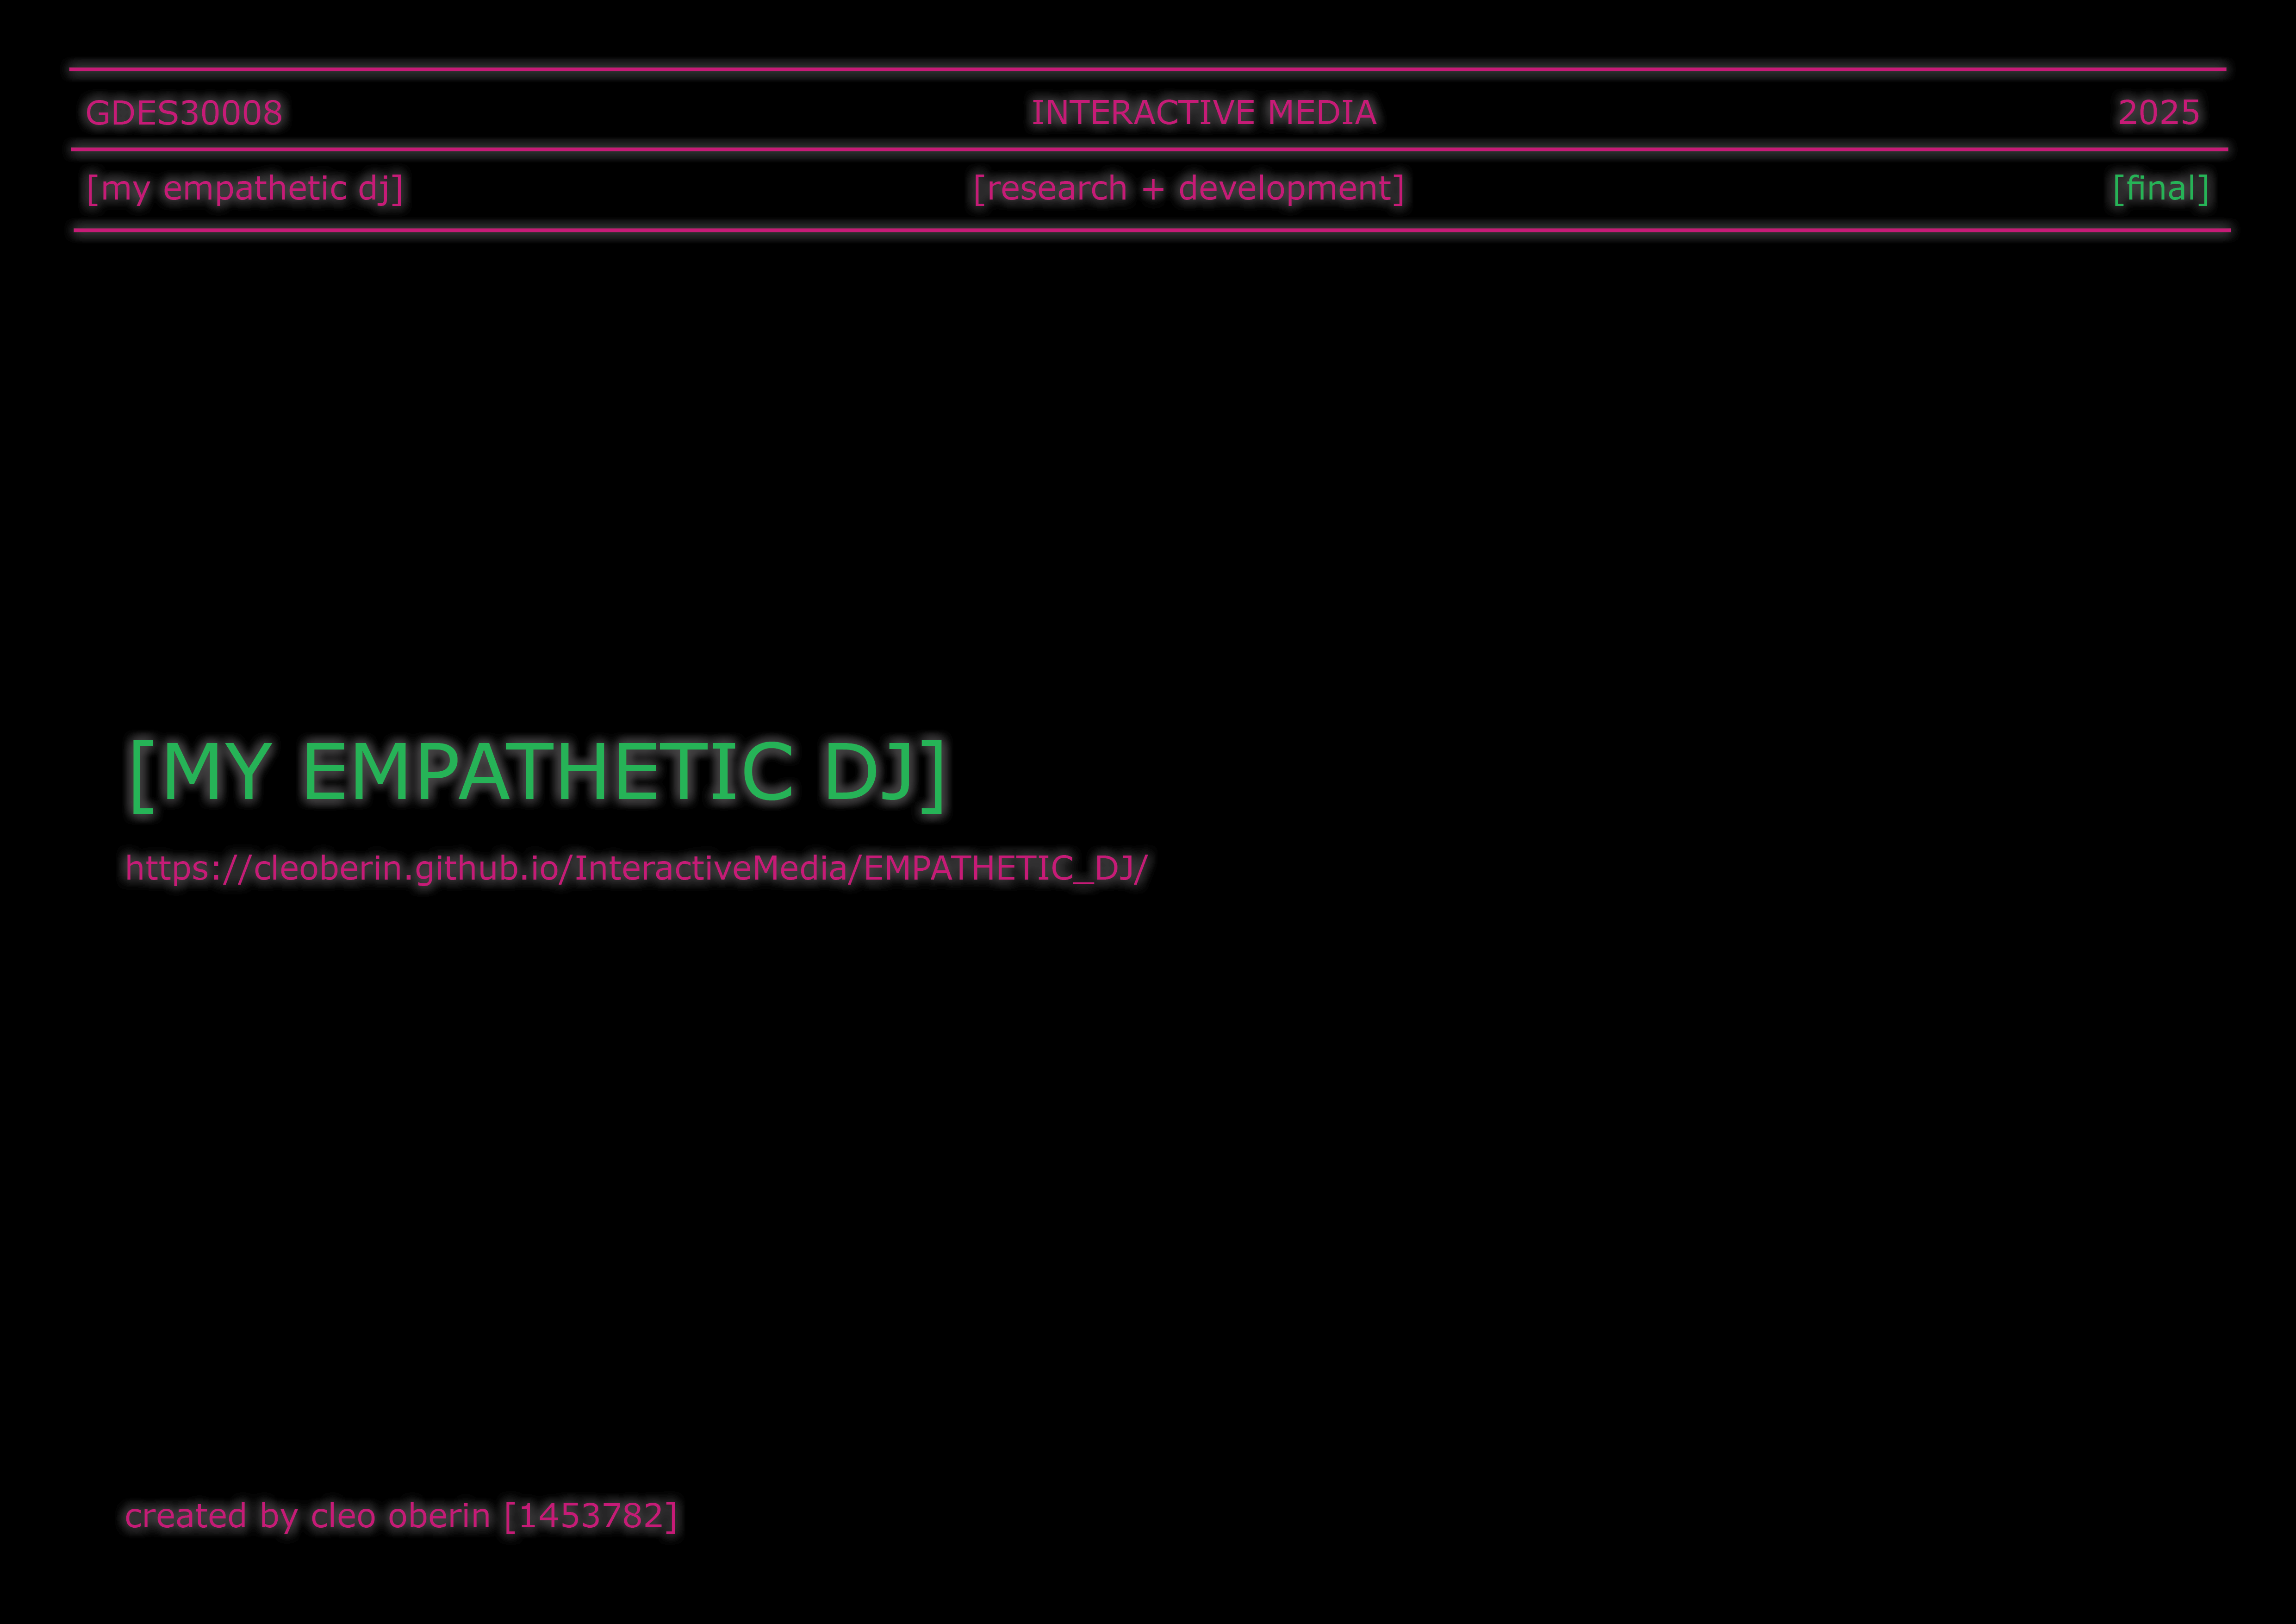 GDES30008 INTERACTIVE MEDIA 2025
[my empathetic dj] [research + development] [final]
[MY EMPATHETIC DJ]
https://cleoberin.github.io/InteractiveMedia/EMPATHETIC_DJ/
created by cleo oberin [1453782]